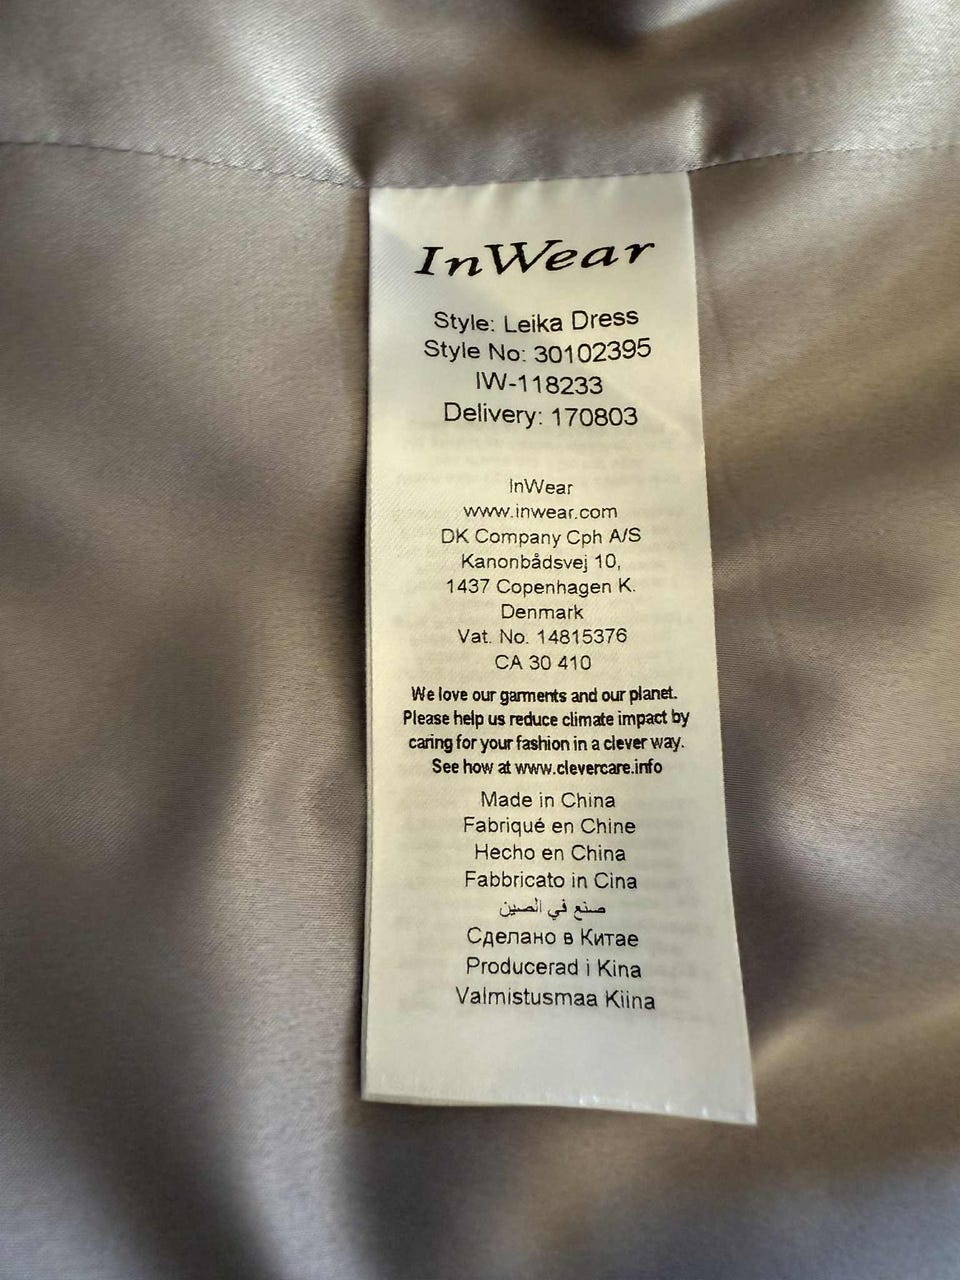 InWear
Style: Leika Dress
Style No: 30102395
IW-118233
Delivery: 170803
InWear
www.inwear.com
DK Company Cph A/S
Kanonbådsvej 10,
1437 Copenhagen K.
Denmark
Vat. No. 14815376
CA 30 410
We love our garments and our planet.
Please help us reduce climate impact by
caring for your fashion in a clever way.
See how at www.clevercare.info
Made in China
Fabriqué en Chine
Hecho en China
Fabbricato in Cina
صنع في الصين
Сделано в Китае
Producerad i Kina
Valmistusmaa Kiina